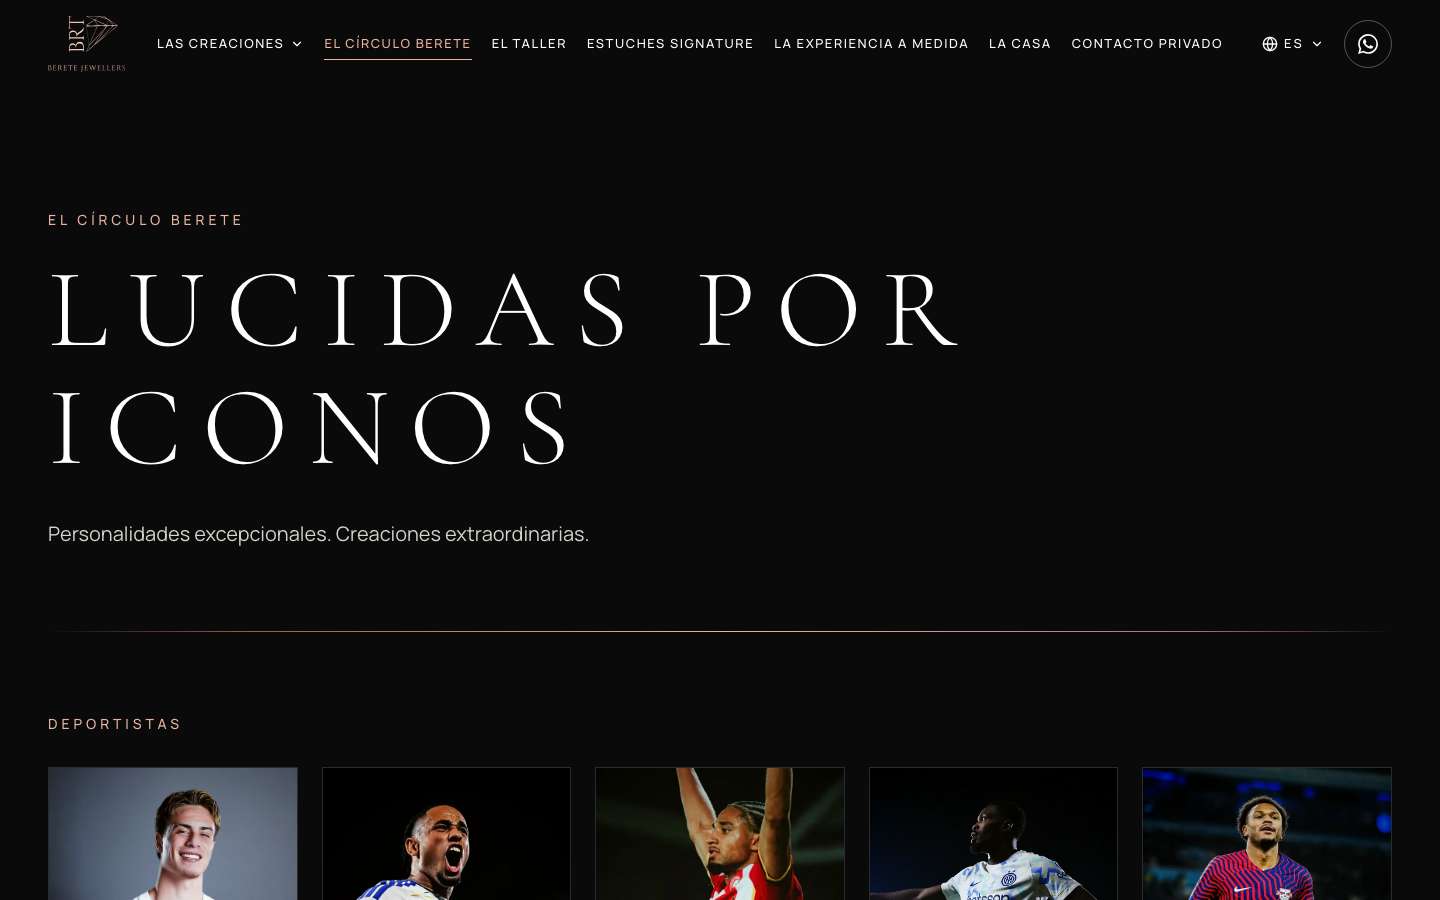 BRT
BERETE JEWELLERS
LAS CREACIONES
EL CÍRCULO BERETE
EL TALLER
ESTUCHES SIGNATURE
LA EXPERIENCIA A MEDIDA
LA CASA
CONTACTO PRIVADO
ES
EL CÍRCULO BERETE
LUCIDAS POR
ICONOS
Personalidades excepcionales. Creaciones extraordinarias.
DEPORTISTAS